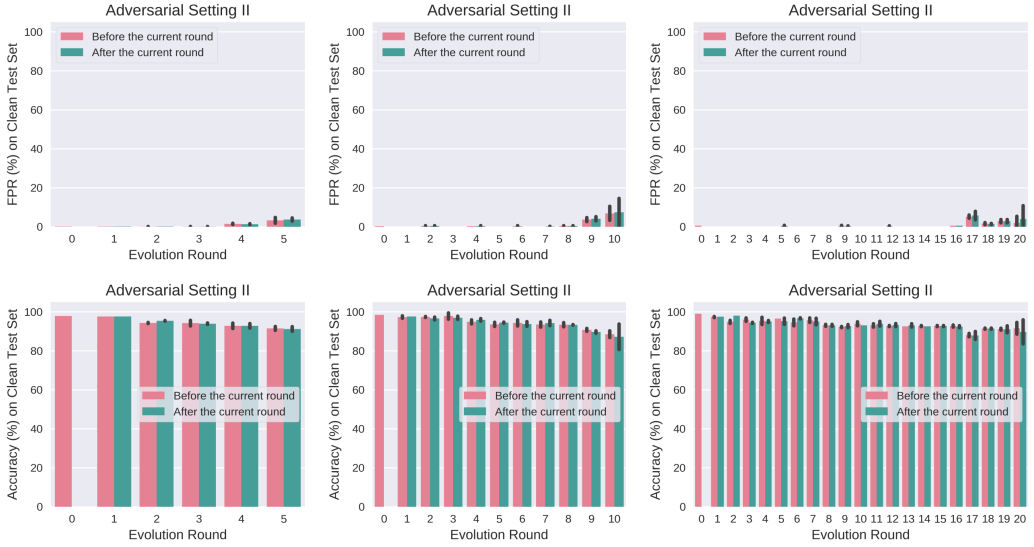 Adversarial Setting II
FPR (%) on Clean Test Set
100
80
60
40
20
0
Before the current round
After the current round
0 1 2 3 4 5
Evolution Round
Adversarial Setting II
FPR (%) on Clean Test Set
100
80
60
40
20
0
Before the current round
After the current round
0 1 2 3 4 5 6 7 8 9 10
Evolution Round
Adversarial Setting II
FPR (%) on Clean Test Set
100
80
60
40
20
0
Before the current round
After the current round
0 1 2 3 4 5 6 7 8 9 10 11 12 13 14 15 16 17 18 19 20
Evolution Round
Adversarial Setting II
Accuracy (%) on Clean Test Set
100
80
60
40
20
0
Before the current round
After the current round
0 1 2 3 4 5
Evolution Round
Adversarial Setting II
Accuracy (%) on Clean Test Set
100
80
60
40
20
0
Before the current round
After the current round
0 1 2 3 4 5 6 7 8 9 10
Evolution Round
Adversarial Setting II
Accuracy (%) on Clean Test Set
100
80
60
40
20
0
Before the current round
After the current round
0 1 2 3 4 5 6 7 8 9 10 11 12 13 14 15 16 17 18 19 20
Evolution Round